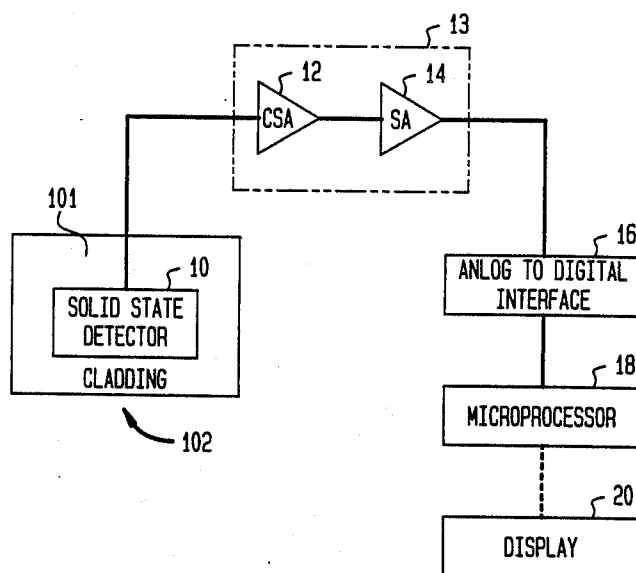 13
12
14
CSA
SA
101
10
SOLID STATE
DETECTOR
CLADDING
102
16
ANLOG TO DIGITAL
INTERFACE
18
MICROPROCESSOR
20
DISPLAY